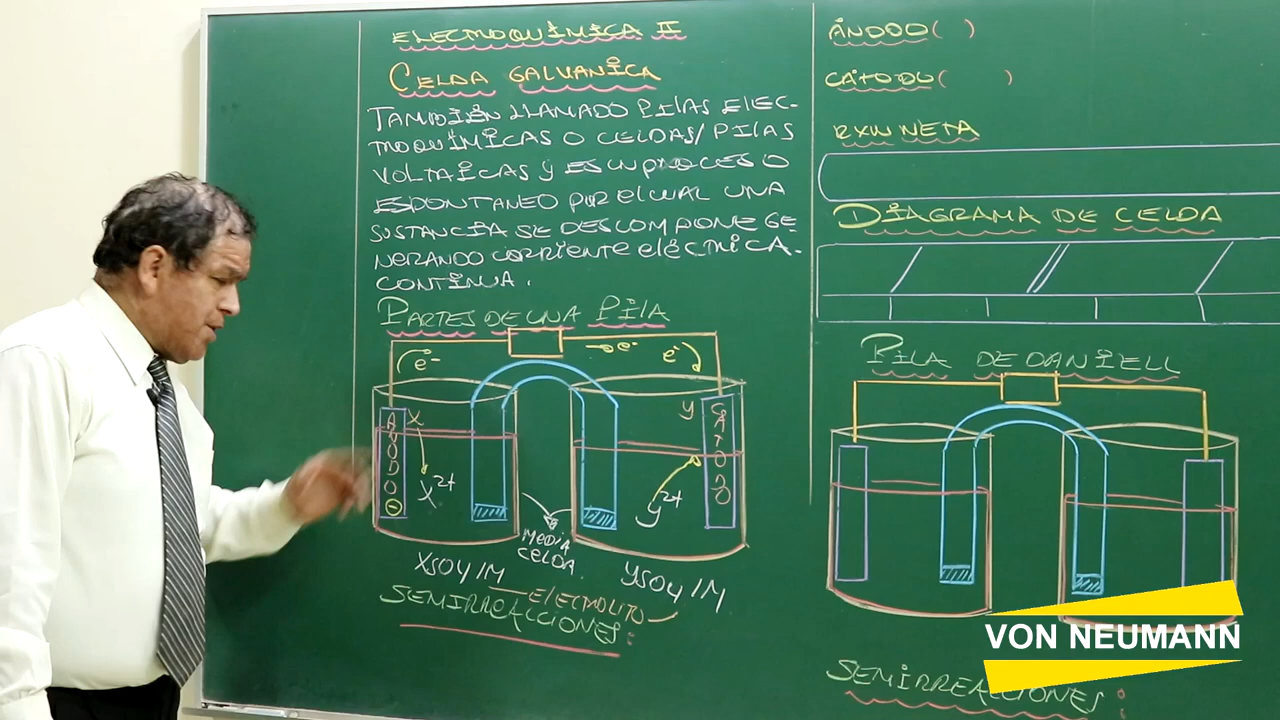 ELECTROQUÍMICA II
CELDA GALVANICA
TAMBIÉN LLAMADO PILAS ELEC-
TROQUÍMICAS O CELDAS/PILAS
VOLTAICAS Y ES UN PROCESO
ESPONTANEO POR EL CUAL UNA
SUSTANCIA SE DESCOMPONE GE
NERANDO CORRIENTE ELÉCTRICA.
CONTINUA.
PARTES DE UNA PILA
e- e- e-
ANODO
-
X
X2+
Y
CATODO
Y2+
MEDIA
CELDA.
XSO4 1M
YSO4 1M
ELECTROLITO
SEMIRREACCIONES:
ÁNODO( )
CÁTODO( )
RXN NETA
DIAGRAMA DE CELDA
PILA DE DANIELL
SEMIRREACCIONES:
VON NEUMANN